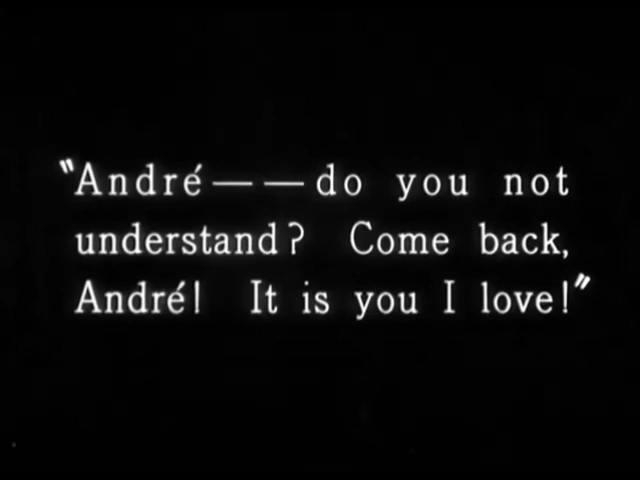 "André——do you not
understand? Come back,
André! It is you I love!"